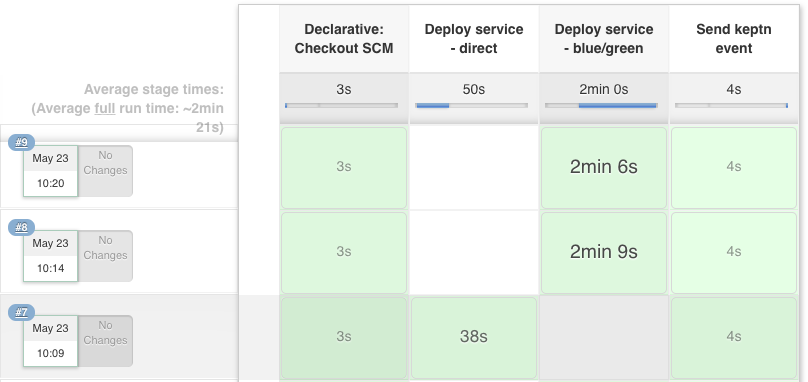 Declarative:
Checkout SCM
Deploy service
- direct
Deploy service
- blue/green
Send keptn
event
Average stage times:
(Average full run time: ~2min
21s)
3s
50s
2min 0s
4s
#9
May 23
10:20
No
Changes
3s
2min 6s
4s
#8
May 23
10:14
No
Changes
3s
2min 9s
4s
#7
May 23
10:09
No
Changes
3s
38s
4s